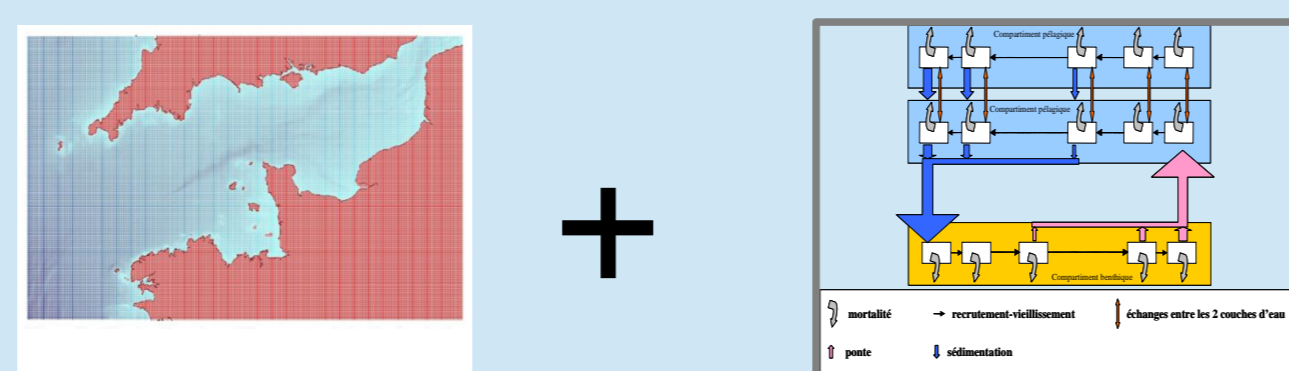 Compartiment pélagique
Compartiment pélagique
Compartiment benthique
mortalité
recrutement-vieillissement
échanges entre les 2 couches d'eau
ponte
sédimentation